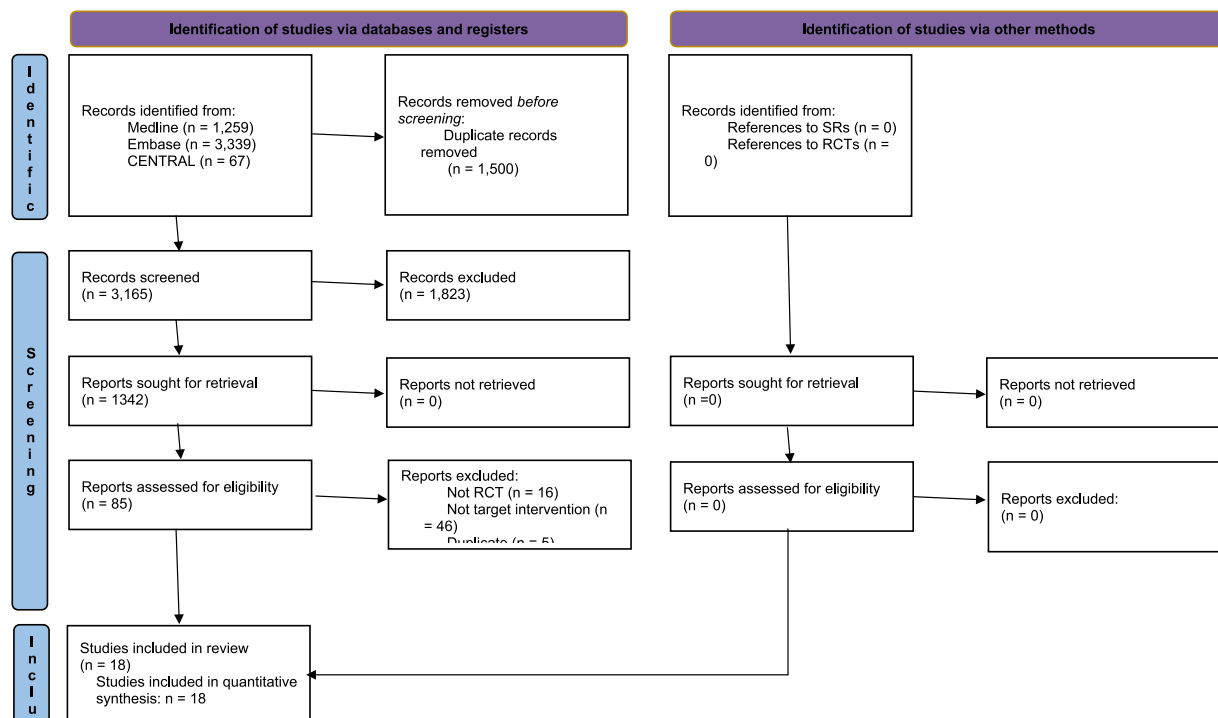 Identification of studies via databases and registers
Identification of studies via other methods
Identific
Records identified from:
Medline (n = 1,259)
Embase (n = 3,339)
CENTRAL (n = 67)
Records removed before
screening:
Duplicate records
removed
(n = 1,500)
Records identified from:
References to SRs (n = 0)
References to RCTs (n =
0)
Screening
Records screened
(n = 3,165)
Records excluded
(n = 1,823)
Reports sought for retrieval
(n = 1342)
Reports not retrieved
(n = 0)
Reports sought for retrieval
(n =0)
Reports not retrieved
(n = 0)
Reports assessed for eligibility
(n = 85)
Reports excluded:
Not RCT (n = 16)
Not target intervention (n
= 46)
Duplicate (n = 5)
Reports assessed for eligibility
(n = 0)
Reports excluded:
(n = 0)
Inclu
Studies included in review
(n = 18)
Studies included in quantitative
synthesis: n = 18